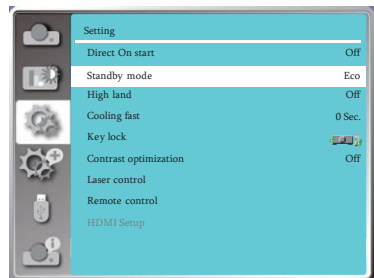 Setting
Direct On start Off
Standby mode Eco
High land Off
Cooling fast 0 Sec.
Key lock
Contrast optimization Off
Laser control
Remote control
HDMI Setup